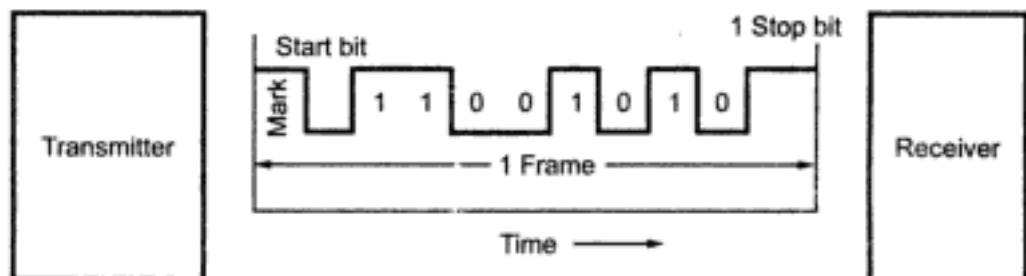 1 Stop bit
Start bit
Mark
1 1 0 0 1 0 1 0
Transmitter
Receiver
1 Frame
Time